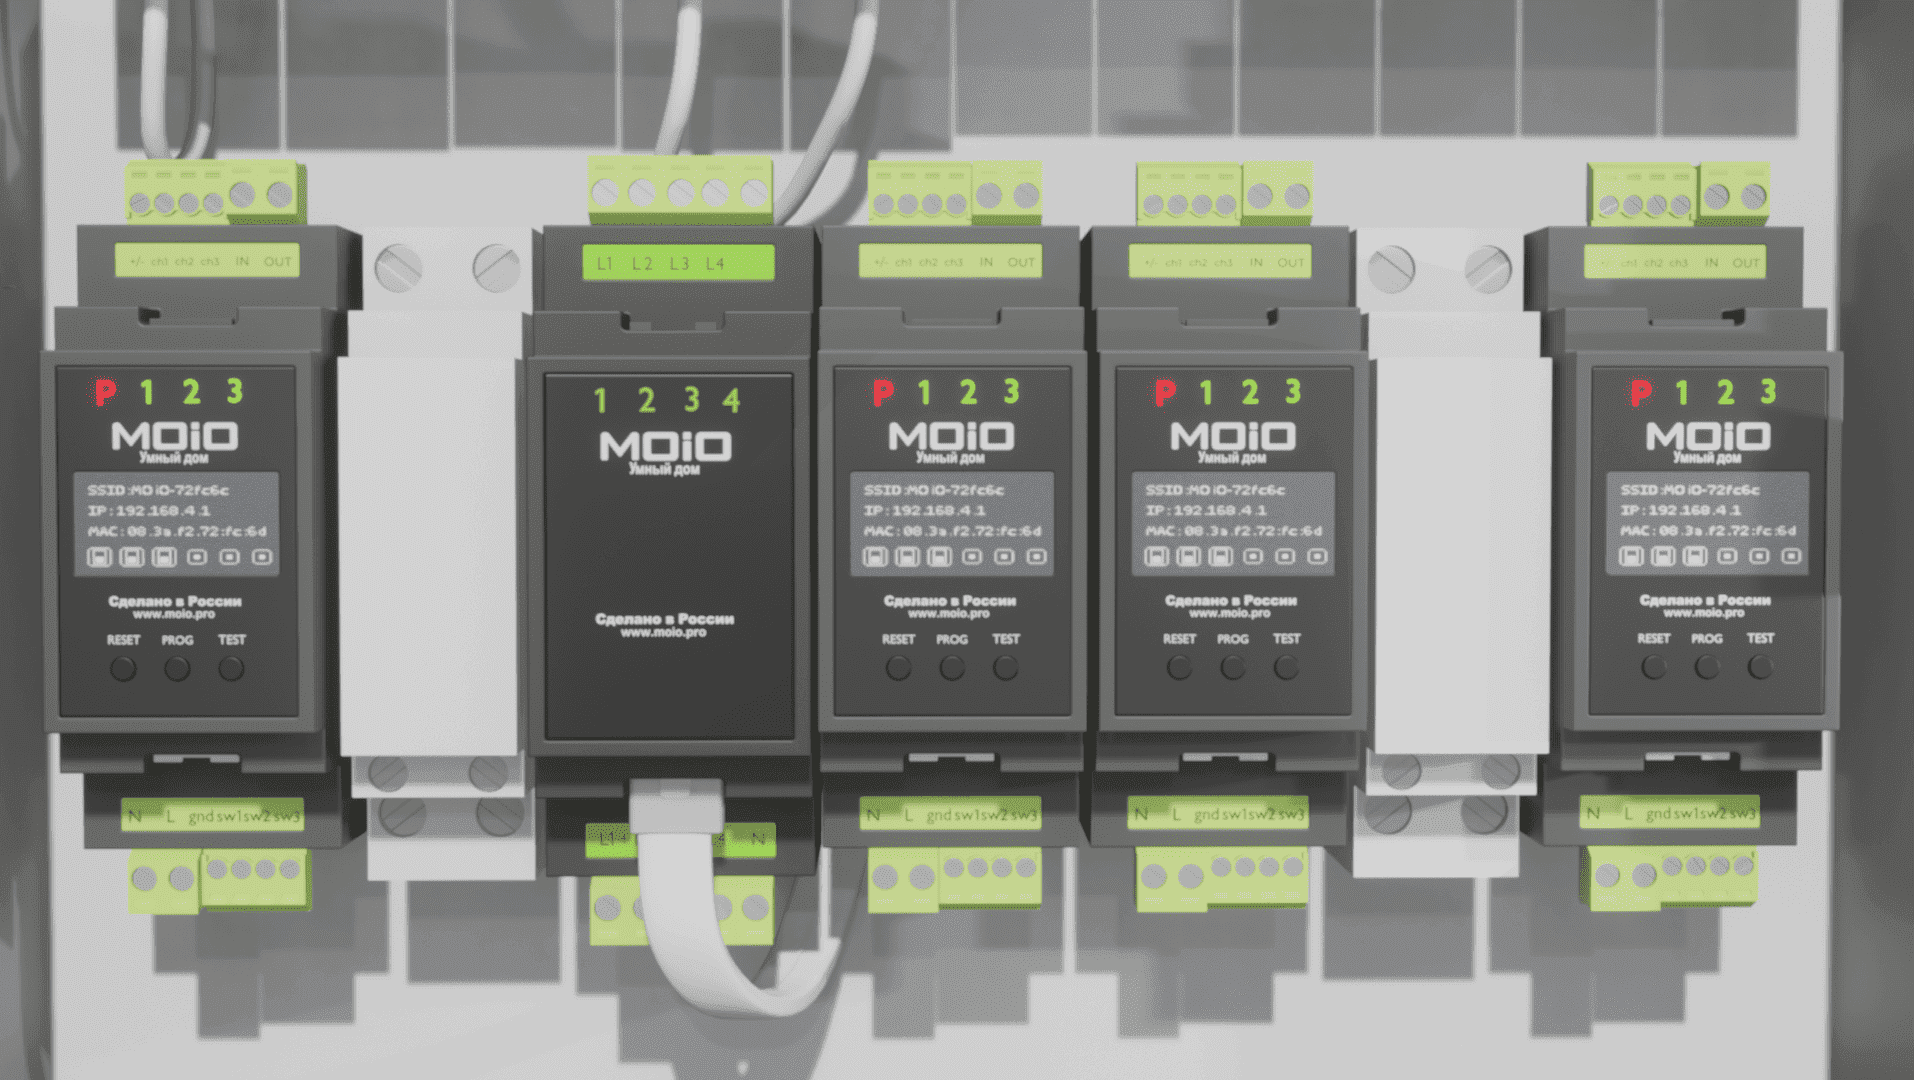 +/- ch1 ch2 ch3 IN OUT
P 1 2 3
MOiO
Умный дом
SSID:MOiO-72fc6c
IP:192.168.4.1
MAC:08.3a.f2.72:fc:6d
Сделано в России
www.moio.pro
RESET PROG TEST
N L gnd sw1 sw2 sw3
L1 L2 L3 L4
1 2 3 4
MOiO
Умный дом
Сделано в России
www.moio.pro
N
+/- ch1 ch2 ch3 IN OUT
P 1 2 3
MOiO
Умный дом
SSID:MOiO-72fc6c
IP:192.168.4.1
MAC:08.3a.f2.72:fc:6d
Сделано в России
www.moio.pro
RESET PROG TEST
N L gnd sw1 sw2 sw3
+/- ch1 ch2 ch3 IN OUT
P 1 2 3
MOiO
Умный дом
SSID:MOiO-72fc6c
IP:192.168.4.1
MAC:08.3a.f2.72:fc:6d
Сделано в России
www.moio.pro
RESET PROG TEST
N L gnd sw1 sw2 sw3
+/- ch1 ch2 ch3 IN OUT
P 1 2 3
MOiO
Умный дом
SSID:MOiO-72fc6c
IP:192.168.4.1
MAC:08.3a.f2.72:fc:6d
Сделано в России
www.moio.pro
RESET PROG TEST
N L gnd sw1 sw2 sw3